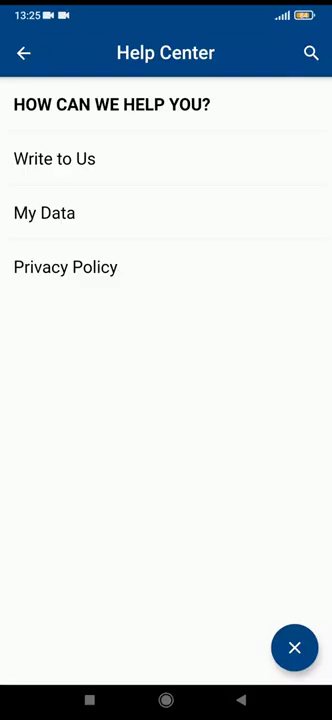 13:25
Help Center
HOW CAN WE HELP YOU?
Write to Us
My Data
Privacy Policy